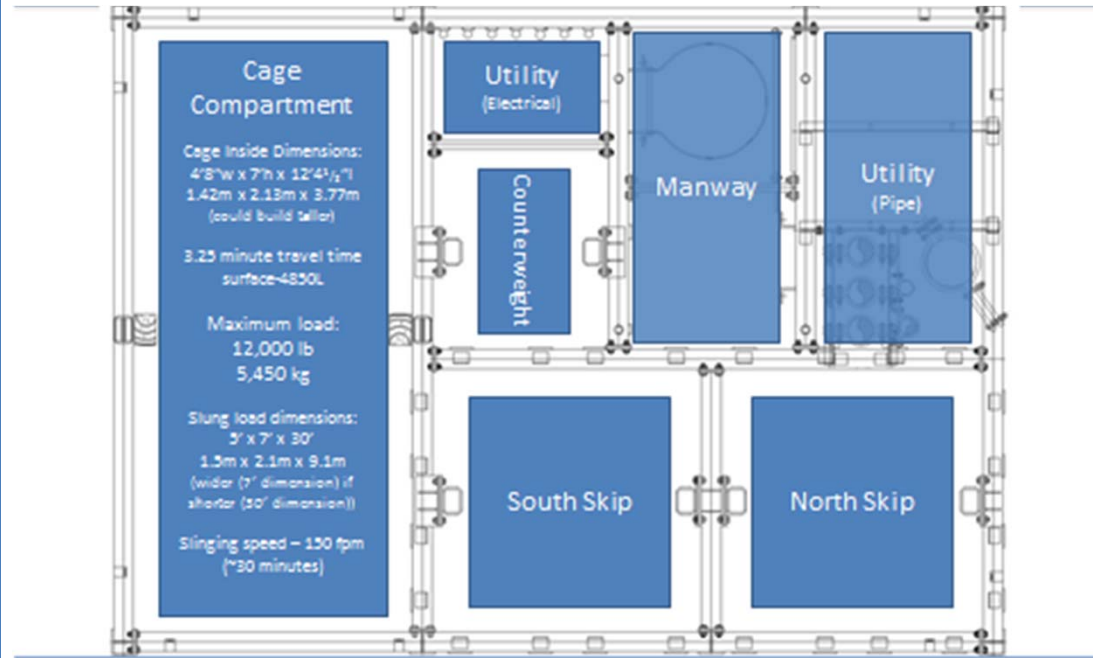 Cage
Compartment
Cage Inside Dimensions:
4'8"w x 7'h x 12'4½"l
1.42m x 2.13m x 3.77m
(could build taller)
3.25 minute travel time
surface-4850L
Maximum load:
12,000 lb
5,450 kg
Slung load dimensions:
5' x 7' x 30'
1.5m x 2.1m x 9.1m
(wider (7' dimension) if
shorter (30' dimension))
Slinging speed – 150 fpm
(~30 minutes)
Utility
(Electrical)
Counterweight
Manway
Utility
(Pipe)
South Skip
North Skip